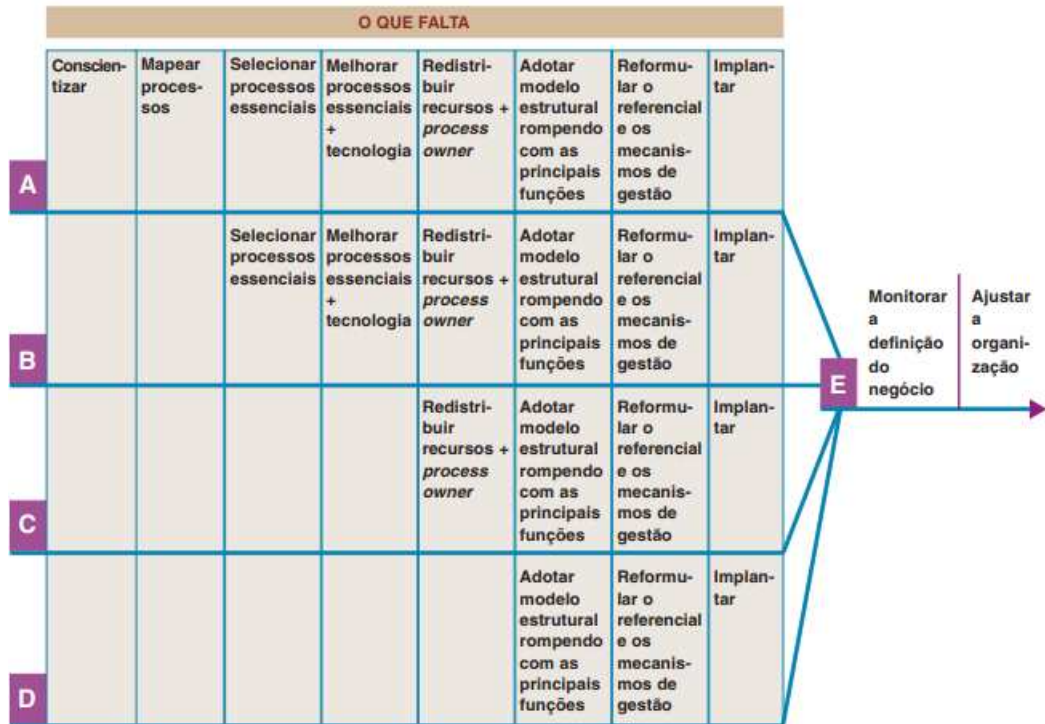 O QUE FALTA
Conscien-
tizar
Mapear
proces-
sos
Selecionar
processos
essenciais
Melhorar
processos
essenciais
+
tecnologia
Redistri-
buir
recursos +
process
owner
Adotar
modelo
estrutural
rompendo
com as
principais
funções
Reformu-
lar o
referencial
e os
mecanis-
mos de
gestão
Implan-
tar
A
Selecionar
processos
essenciais
Melhorar
processos
essenciais
+
tecnologia
Redistri-
buir
recursos +
process
owner
Adotar
modelo
estrutural
rompendo
com as
principais
funções
Reformu-
lar o
referencial
e os
mecanis-
mos de
gestão
Implan-
tar
B
Redistri-
buir
recursos +
process
owner
Adotar
modelo
estrutural
rompendo
com as
principais
funções
Reformu-
lar o
referencial
e os
mecanis-
mos de
gestão
Implan-
tar
C
Adotar
modelo
estrutural
rompendo
com as
principais
funções
Reformu-
lar o
referencial
e os
mecanis-
mos de
gestão
Implan-
tar
D
E
Monitorar
a
definição
do
negócio
Ajustar
a
organi-
zação